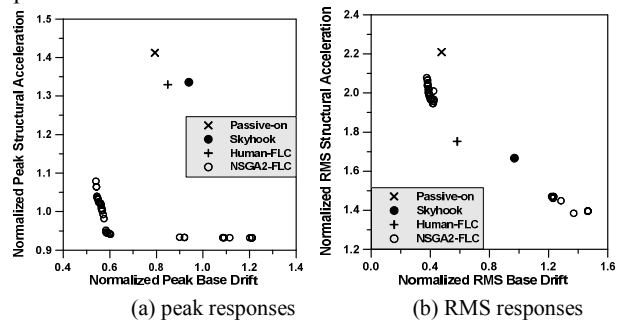 1.5
1.4
1.3
1.2
1.1
1.0
0.9
0.4
0.6
0.8
1.0
1.2
1.4
Normalized Peak Structural Acceleration
Normalized Peak Base Drift
Passive-on
Skyhook
Human-FLC
NSGA2-FLC
(a) peak responses
2.4
2.2
2.0
1.8
1.6
1.4
1.2
0.0
0.4
0.8
1.2
1.6
Normalized RMS Structural Acceleration
Normalized RMS Base Drift
Passive-on
Skyhook
Human-FLC
NSGA2-FLC
(b) RMS responses